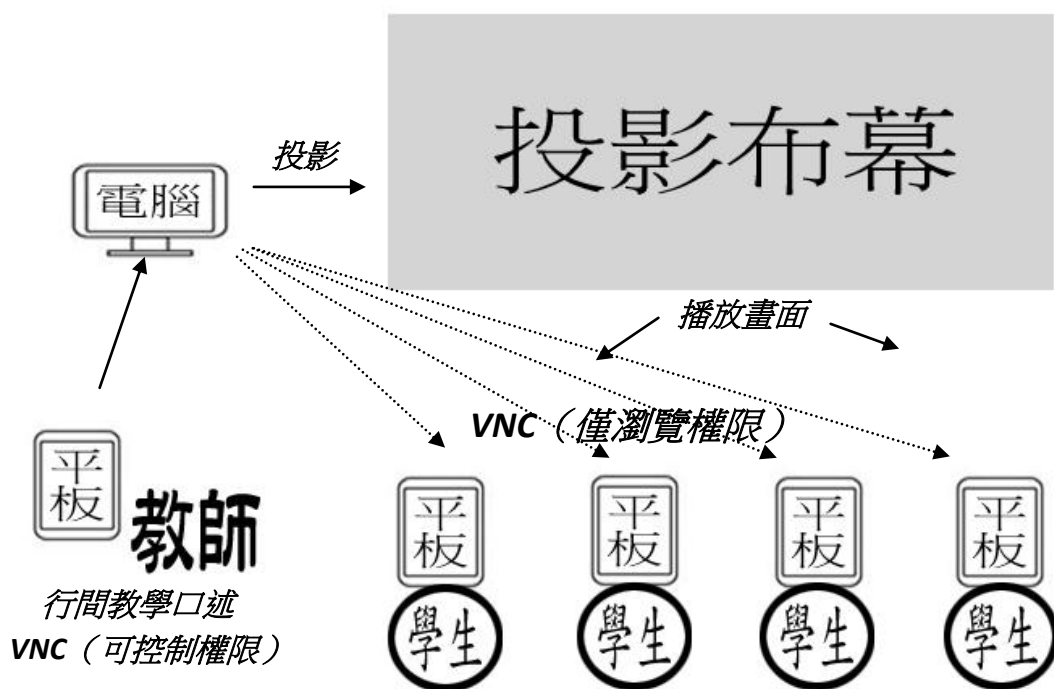 投影布幕
投影
電腦
播放畫面
VNC（僅瀏覽權限）
平板
教師
行間教學口述
VNC（可控制權限）
平板
平板
平板
平板
學生
學生
學生
學生